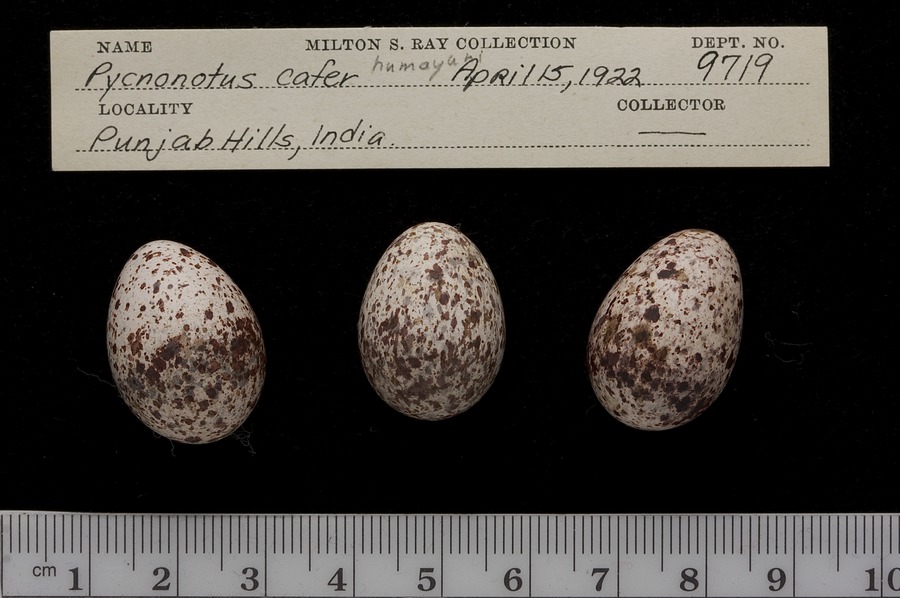 NAME MILTON S. RAY COLLECTION DEPT. NO.
Pycnonotus cafer humayuni April 15, 1922 9719
LOCALITY COLLECTOR
Punjab Hills, India.
cm 1 2 3 4 5 6 7 8 9 10